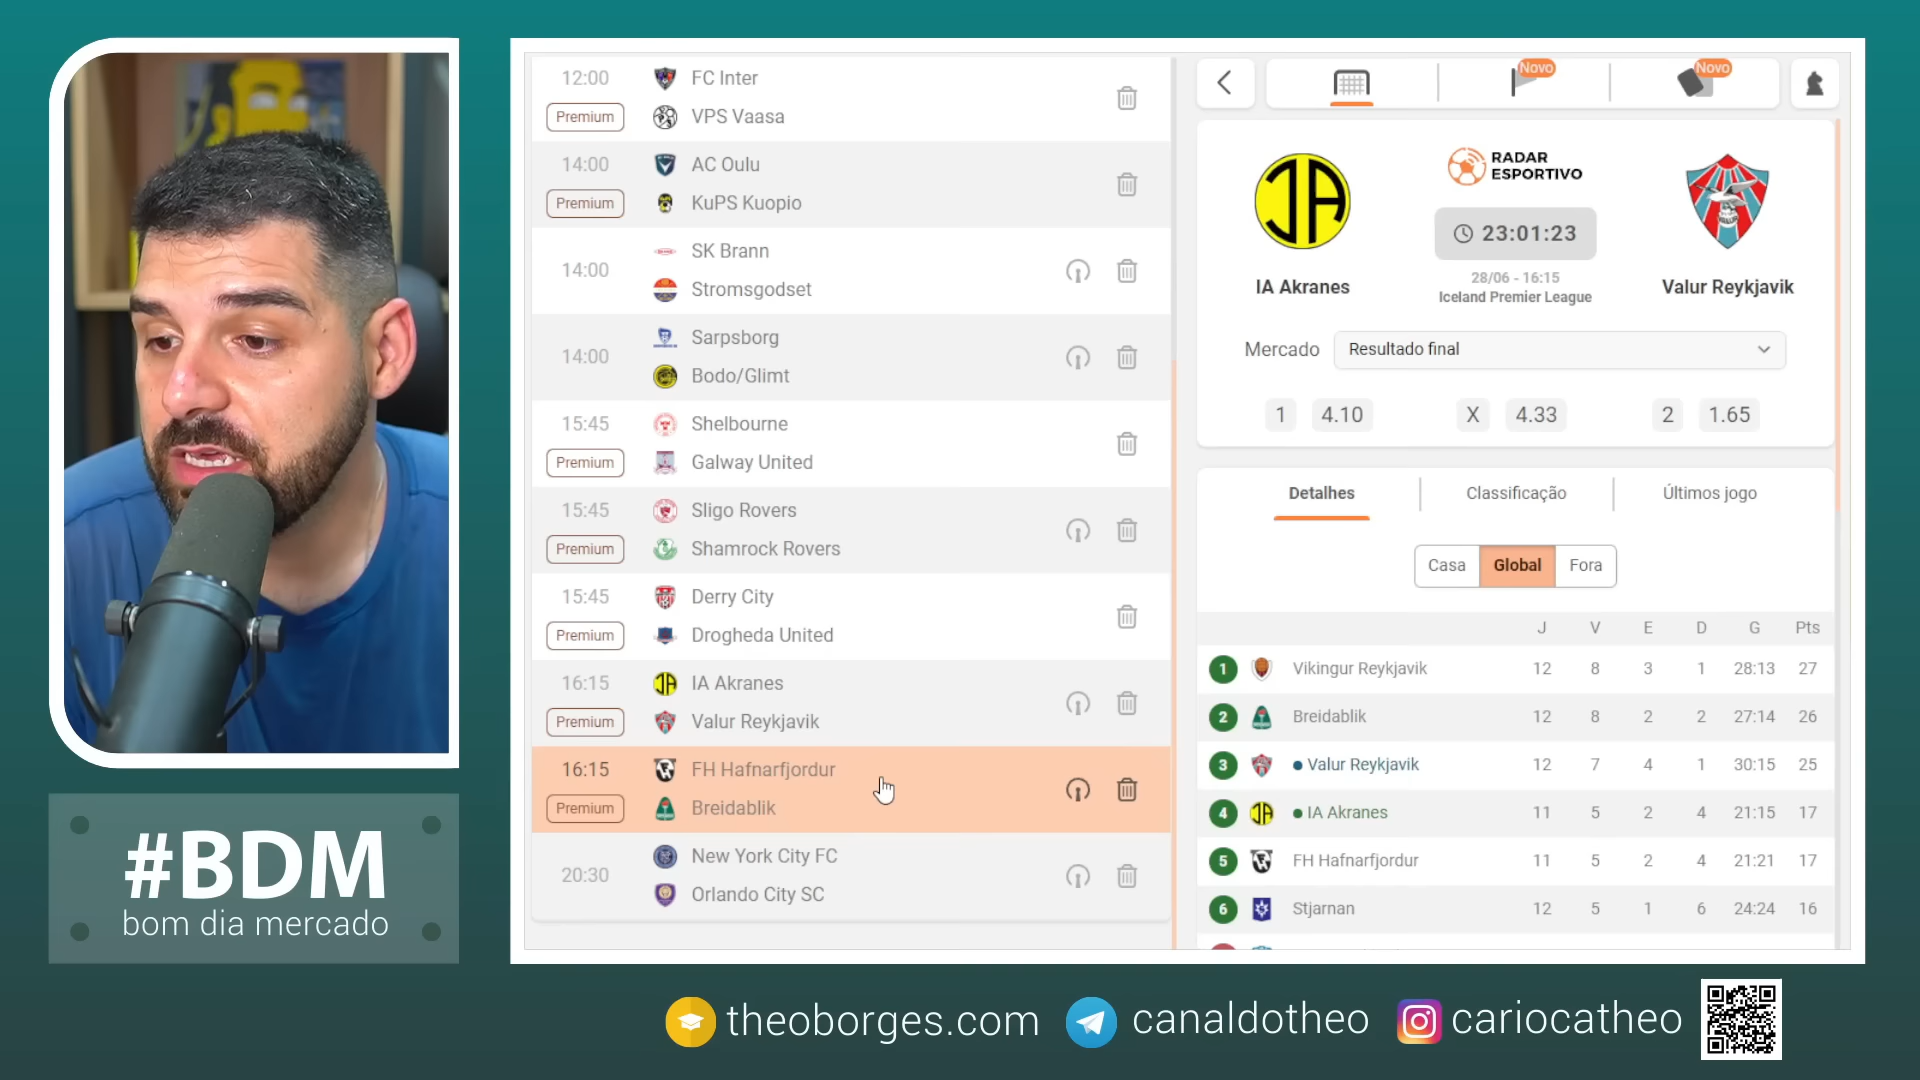 12:00
FC Inter
Premium
VPS Vaasa
14:00
AC Oulu
Premium
KuPS Kuopio
14:00
SK Brann
Stromsgodset
14:00
Sarpsborg
Bodo/Glimt
15:45
Shelbourne
Premium
Galway United
15:45
Sligo Rovers
Premium
Shamrock Rovers
15:45
Derry City
Premium
Drogheda United
16:15
IA Akranes
Premium
Valur Reykjavik
16:15
FH Hafnarfjordur
Premium
Breidablik
20:30
New York City FC
Orlando City SC
Novo
Novo
RADAR
ESPORTIVO
23:01:23
28/06 - 16:15
Iceland Premier League
IA Akranes
Valur Reykjavik
Mercado
Resultado final
1 4.10 X 4.33 2 1.65
Detalhes
Classificação
Últimos jogo
Casa Global Fora
J V E D G Pts
1 Vikingur Reykjavik 12 8 3 1 28:13 27
2 Breidablik 12 8 2 2 27:14 26
3 Valur Reykjavik 12 7 4 1 30:15 25
4 IA Akranes 11 5 2 4 21:15 17
5 FH Hafnarfjordur 11 5 2 4 21:21 17
6 Stjarnan 12 5 1 6 24:24 16
#BDM
bom dia mercado
theoborges.com
canaldotheo
cariocatheo